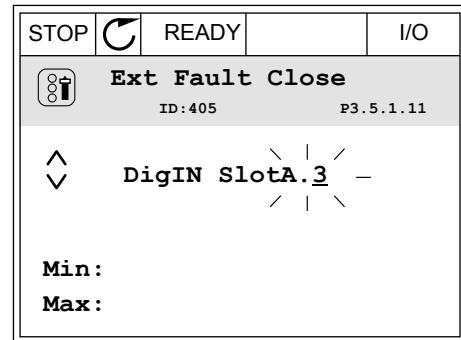 STOP READY I/O
Ext Fault Close
ID:405 P3.5.1.11
DigIN SlotA.3
Min:
Max: